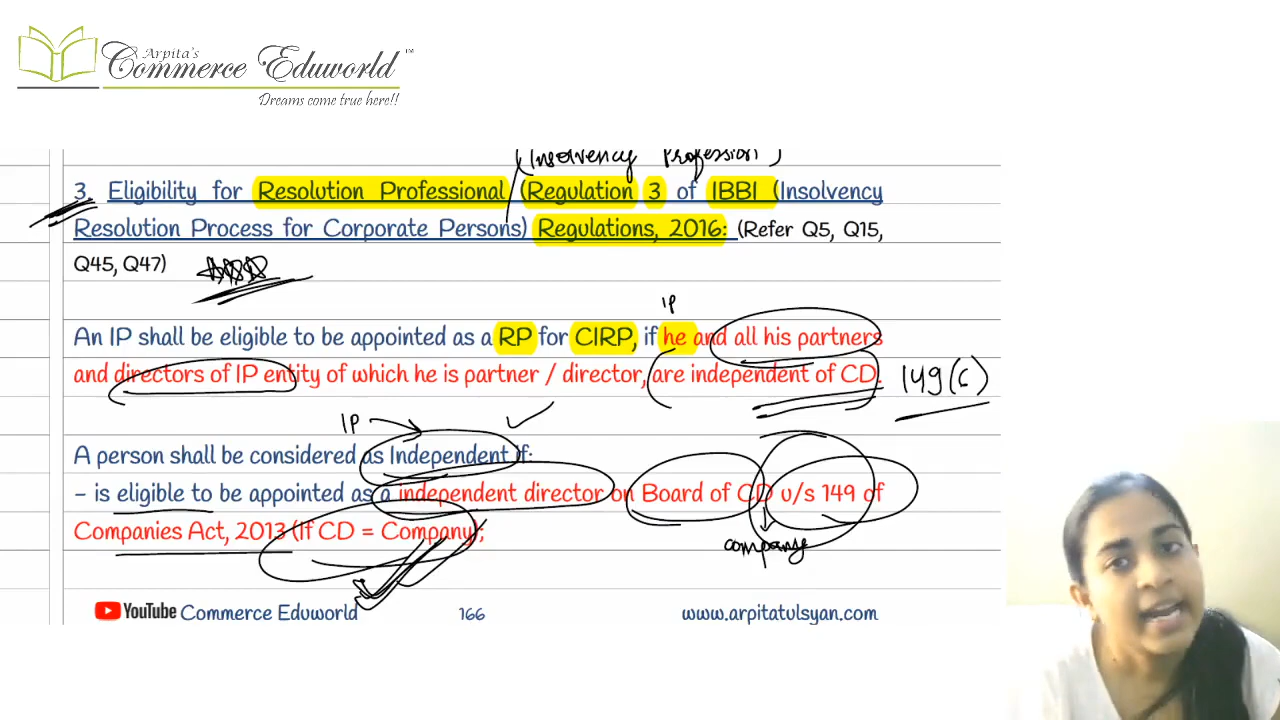 Arpita's
Commerce Eduworld™
Dreams come true here!!
(Insolvency Profession)
3. Eligibility for Resolution Professional (Regulation 3 of IBBI (Insolvency
Resolution Process for Corporate Persons) Regulations, 2016: (Refer Q5, Q15,
Q45, Q47)
IP
An IP shall be eligible to be appointed as a RP for CIRP, if he and all his partners
and directors of IP entity of which he is partner / director, are independent of CD. 149(6)
IP
A person shall be considered as Independent if:
- is eligible to be appointed as a independent director on Board of CD u/s 149 of
Companies Act, 2013 (If CD = Company);
company
YouTube Commerce Eduworld 166 www.arpitatulsyan.com